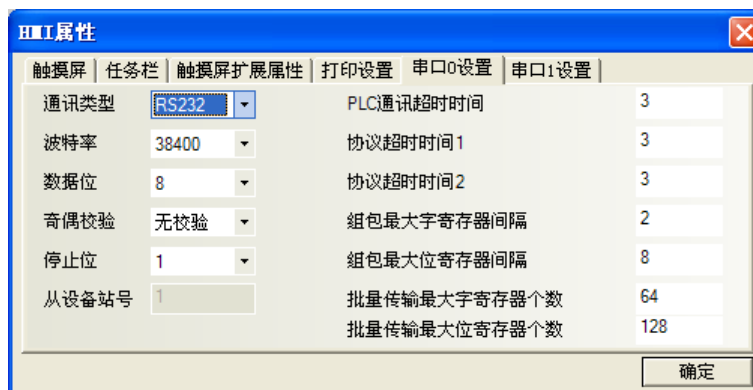 HMI属性
触摸屏 任务栏 触摸屏扩展属性 打印设置 串口0设置 串口1设置
通讯类型 RS232 PLC通讯超时时间 3
波特率 38400 协议超时时间1 3
数据位 8 协议超时时间2 3
奇偶校验 无校验 组包最大字寄存器间隔 2
停止位 1 组包最大位寄存器间隔 8
从设备站号 1 批量传输最大字寄存器个数 64
批量传输最大位寄存器个数 128
确定